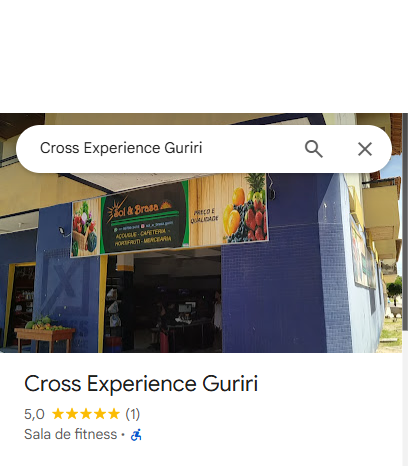 Cross Experience Guriri
Sol & Brasa
PREÇO E
QUALIDADE
AÇOUGUE - CAFETERIA
HORTIFRUTI - MERCEARIA
Cross Experience Guriri
5,0 (1)
Sala de fitness ·